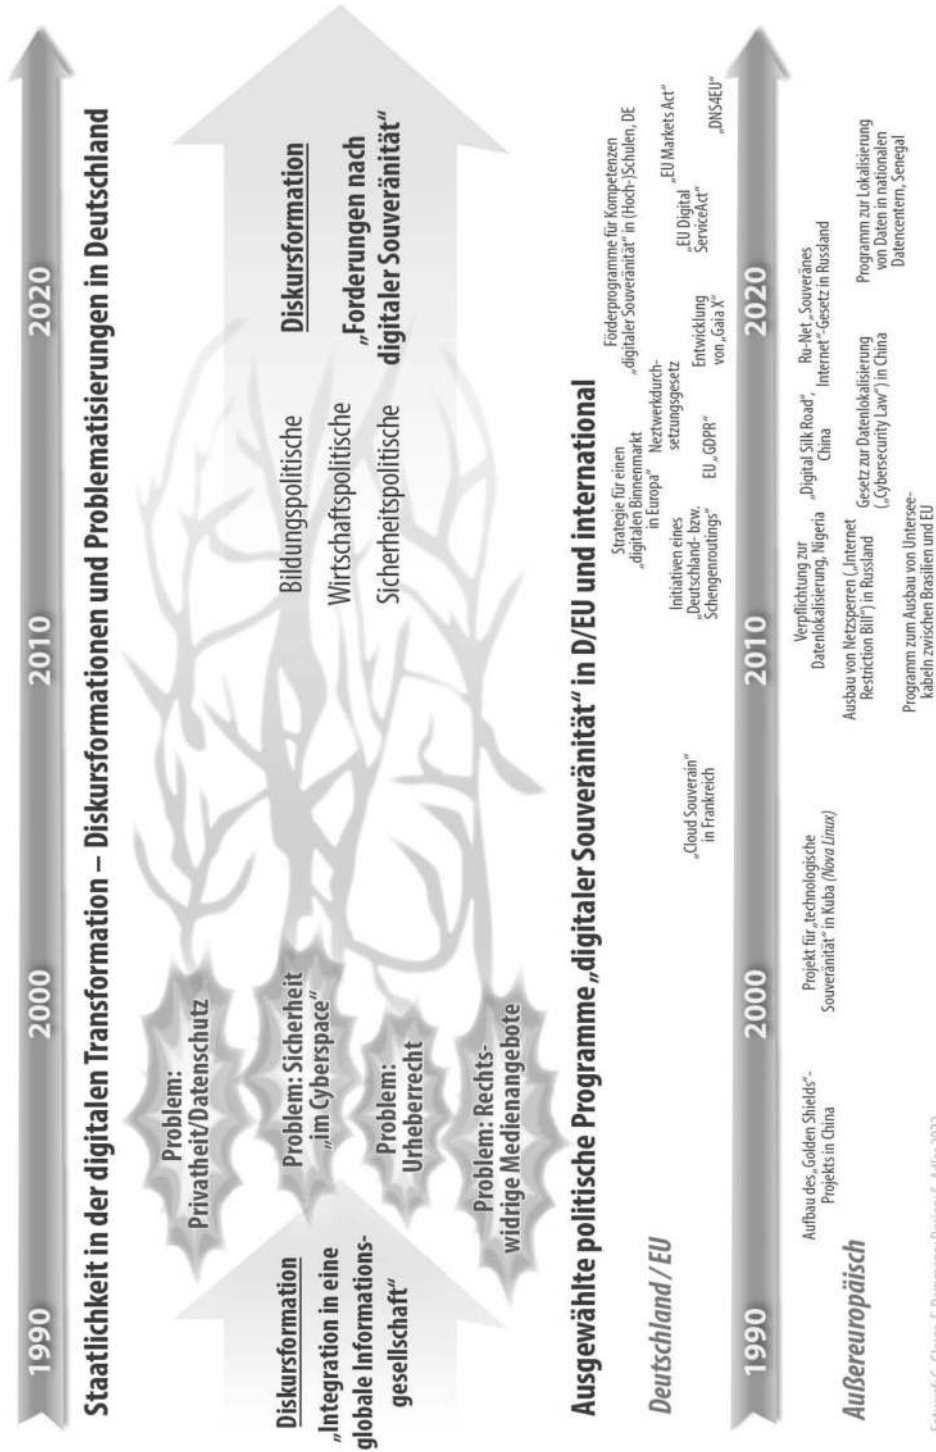 1990
2000
2010
2020
Staatlichkeit in der digitalen Transformation – Diskursformationen und Problematisierungen in Deutschland
Diskursformation
„Integration in eine
globale Informations-
gesellschaft“
Problem:
Privatheit/Datenschutz
Problem: Sicherheit
„im Cyberspace“
Problem:
Urheberrecht
Problem: Rechts-
widrige Medienangebote
Bildungspolitische
Wirtschaftspolitische
Sicherheitspolitische
Diskursformation
„Forderungen nach
digitaler Souveränität“
Ausgewählte politische Programme „digitaler Souveränität“ in D/EU und international
Deutschland / EU
„Cloud Souverain“
in Frankreich
Strategie für einen
„digitalen Binnenmarkt
in Europa“
Initiativen eines
„Deutschland- bzw.
Schengenroutings“
Neztwerkdurch-
setzungsgesetz
EU „GDPR“
Förderprogramme für Kompetenzen
„digitaler Souveränität“ in (Hoch-)Schulen, DE
Entwicklung
von „Gaia X“
„EU Digital
ServiceAct“
„EU Markets Act“
„DNS4EU“
1990
2000
2010
2020
Außereuropäisch
Aufbau des „Golden Shields“-
Projekts in China
Projekt für „technologische
Souveränität“ in Kuba (Nova Linux)
Verpflichtung zur
Datenlokalisierung, Nigeria
Ausbau von Netzsperren („Internet
Restriction Bill“) in Russland
Programm zum Ausbau von Untersee-
kabeln zwischen Brasilien und EU
„Digital Silk Road“,
China
Gesetz zur Datenlokalisierung
(„Cybersecurity Law“) in China
Ru-Net „Souveränes
Internet“-Gesetz in Russland
Programm zur Lokalisierung
von Daten in nationalen
Datencentern, Senegal